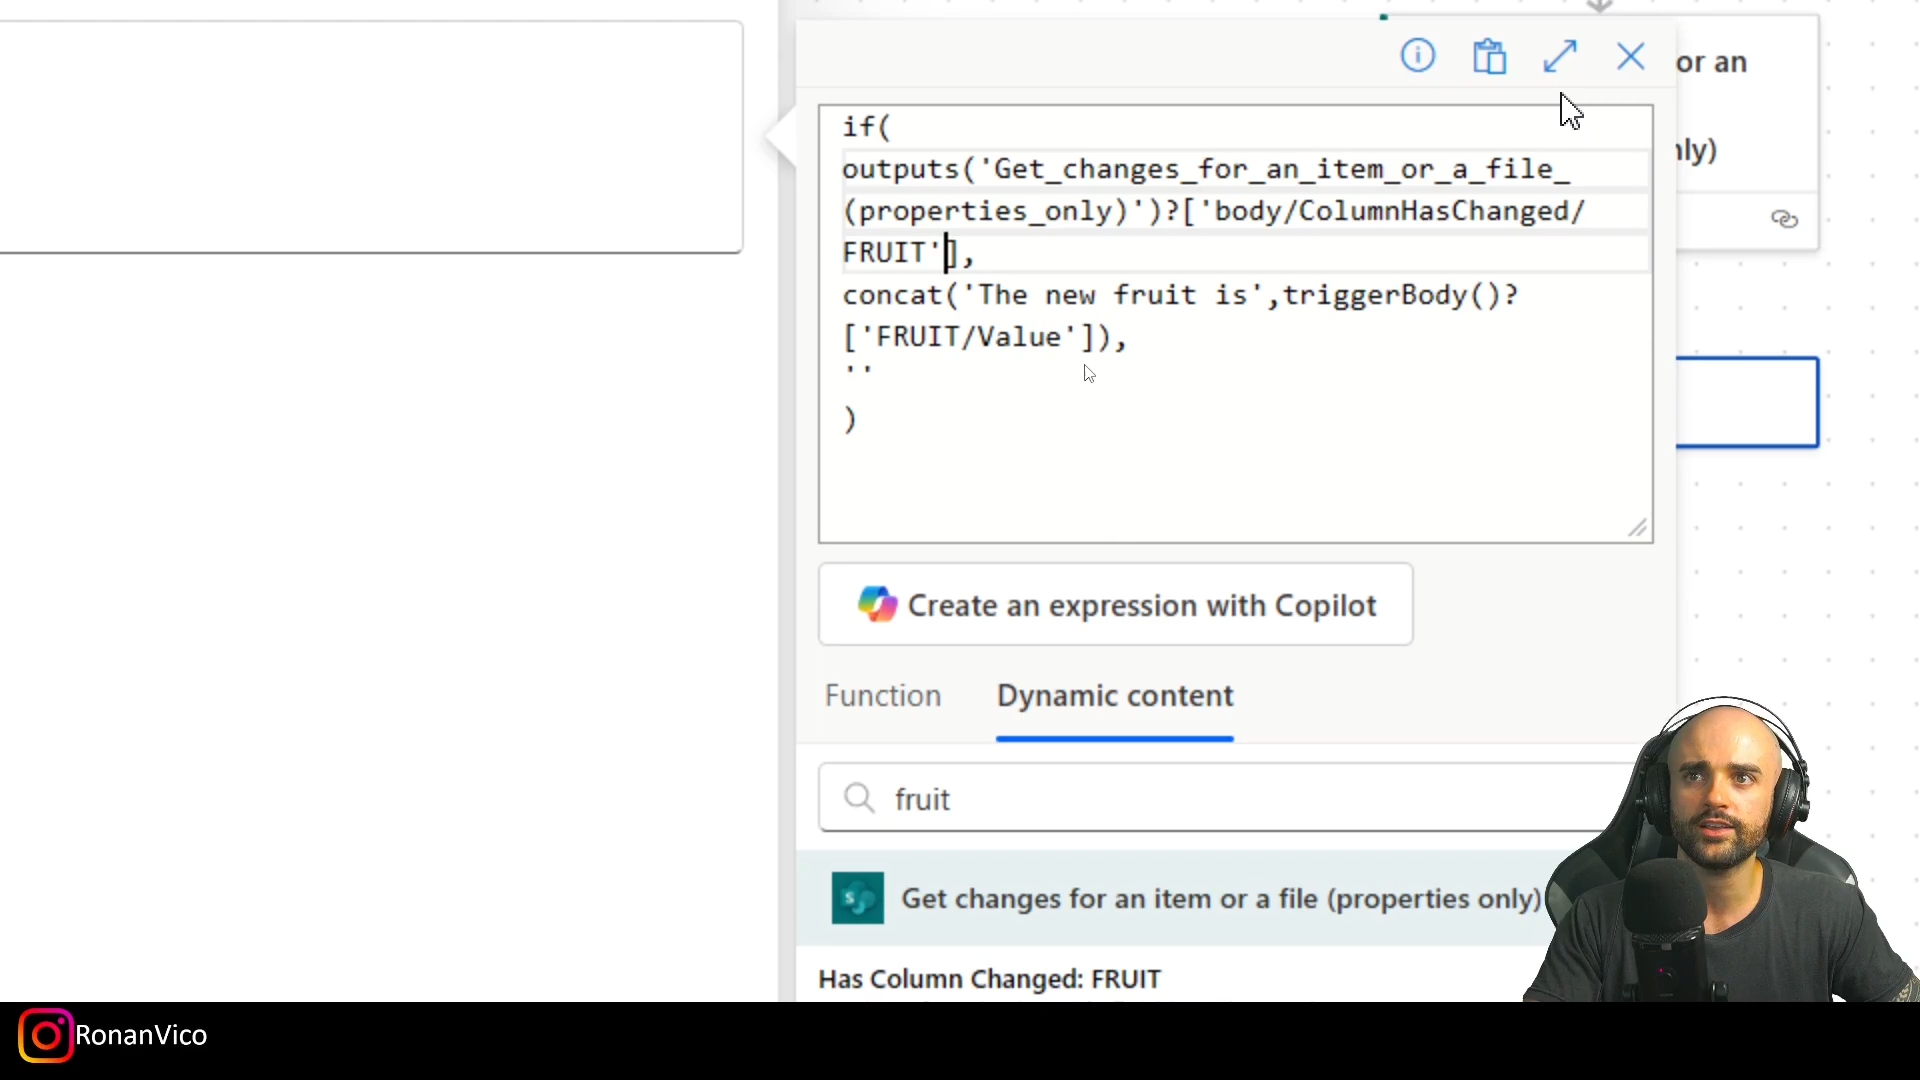 or an
nly)
if(
outputs('Get_changes_for_an_item_or_a_file_
(properties_only)')?['body/ColumnHasChanged/
FRUIT'],
concat('The new fruit is',triggerBody()?
['FRUIT/Value']),
''
)
Create an expression with Copilot
Function
Dynamic content
fruit
Get changes for an item or a file (properties only)
Has Column Changed: FRUIT
RonanVico